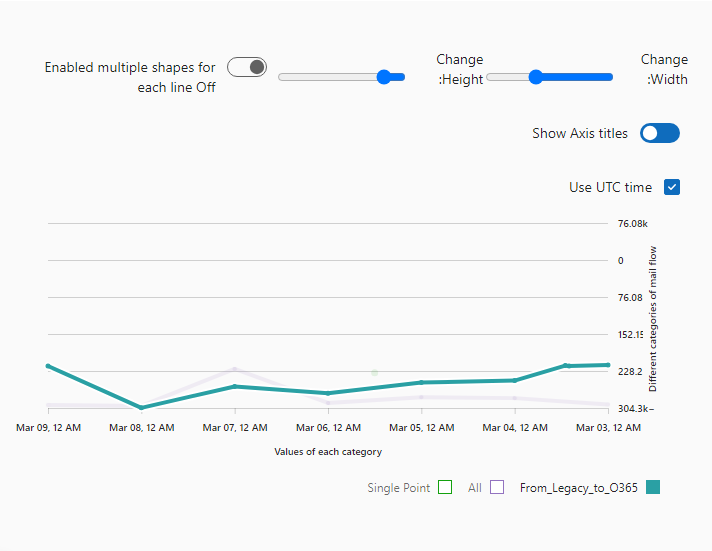 Enabled multiple shapes for
each line Off
Change
:Height
Change
:Width
Show Axis titles
Use UTC time
76.08k
0
76.08
152.15
228.2
304.3k–
Different categories of mail flow
Mar 09, 12 AM
Mar 08, 12 AM
Mar 07, 12 AM
Mar 06, 12 AM
Mar 05, 12 AM
Mar 04, 12 AM
Mar 03, 12 AM
Values of each category
Single Point
All
From_Legacy_to_O365